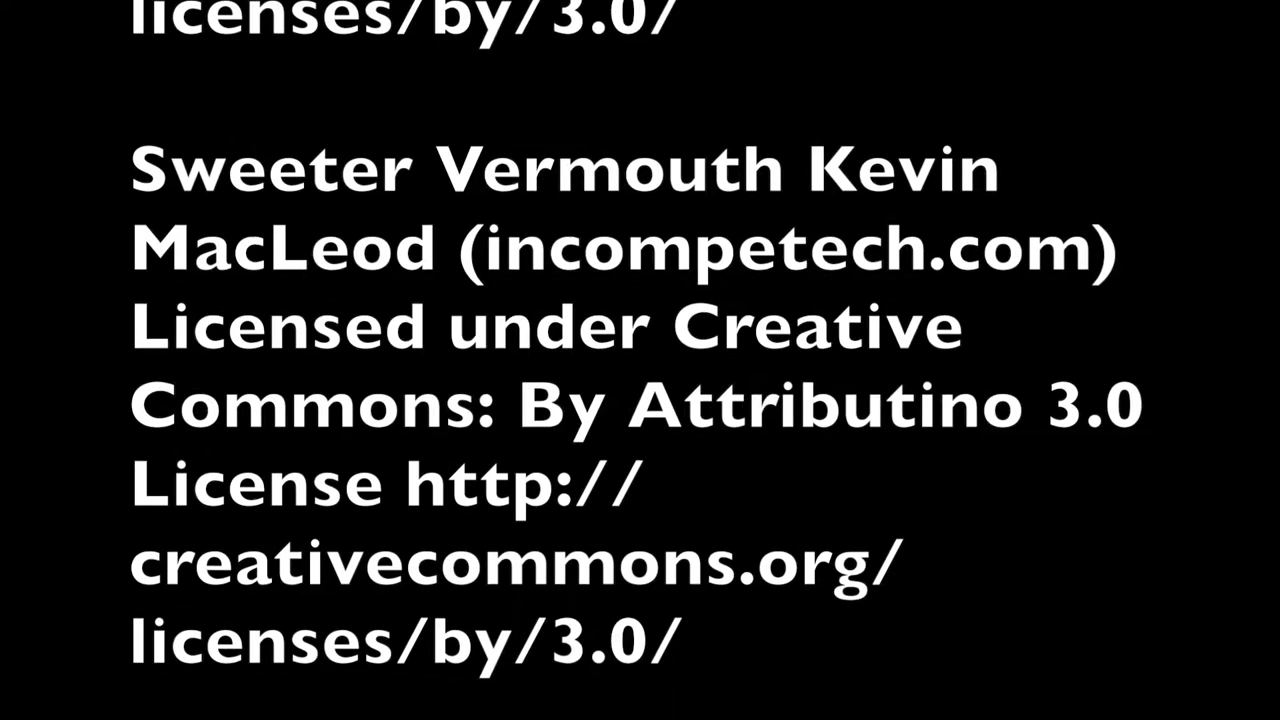 licenses/by/3.0/
Sweeter Vermouth Kevin
MacLeod (incompetech.com)
Licensed under Creative
Commons: By Attributino 3.0
License http://
creativecommons.org/
licenses/by/3.0/